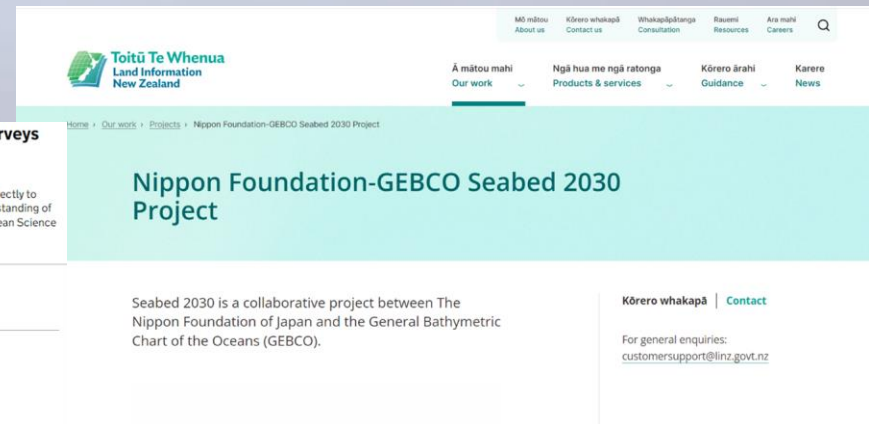 Mō mātou Kōrero whakapā Whakapāpātanga Rauemi Ara mahi
About us Contact us Consultation Resources Careers
Toitū Te Whenua
Land Information
New Zealand
Ā mātou mahi Ngā hua me ngā ratonga Kōrero ārahi Karere
Our work Products & services Guidance News
Home › Our work › Projects › Nippon Foundation-GEBCO Seabed 2030 Project
rveys
ectly to
standing of
ean Science
Nippon Foundation-GEBCO Seabed 2030
Project
Seabed 2030 is a collaborative project between The
Nippon Foundation of Japan and the General Bathymetric
Chart of the Oceans (GEBCO).
Kōrero whakapā | Contact
For general enquiries:
customersupport@linz.govt.nz